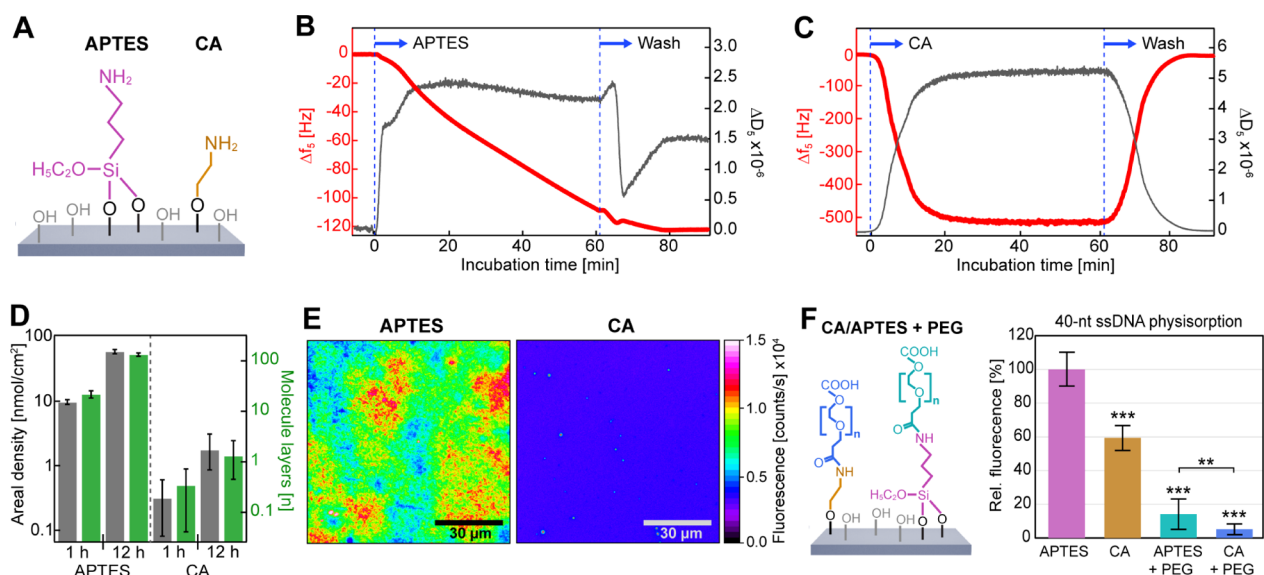 A
APTES
CA
NH₂
NH₂
H₅C₂O
Si
O
O
O
OH
OH
OH
OH
B
APTES
Wash
0
-20
-40
-60
-80
-100
-120
Δf₅ [Hz]
3.0
2.5
2.0
1.5
1.0
0.5
0.0
ΔD₅ x10⁻⁶
0
20
40
60
80
Incubation time [min]
C
CA
Wash
0
-100
-200
-300
-400
-500
Δf₅ [Hz]
6
5
4
3
2
1
0
ΔD₅ x10⁻⁶
0
20
40
60
80
Incubation time [min]
D
100
10
1
0.1
Areal density [nmol/cm²]
100
10
1
0.1
Molecule layers [n]
1 h
12 h
1 h
12 h
APTES
CA
E
APTES
CA
30 µm
30 µm
1.5
1.0
0.5
0.0
Fluorescence [counts/s] x10⁴
F
CA/APTES + PEG
COOH
O
O
n
O
NH
O
COOH
O
O
n
O
NH
H₅C₂O
Si
O
O
OH
OH
OH
OH
40-nt ssDNA physisorption
120
100
80
60
40
20
0
Rel. fluorecence [%]
***
***
**
***
APTES
CA
APTES
+ PEG
CA
+ PEG